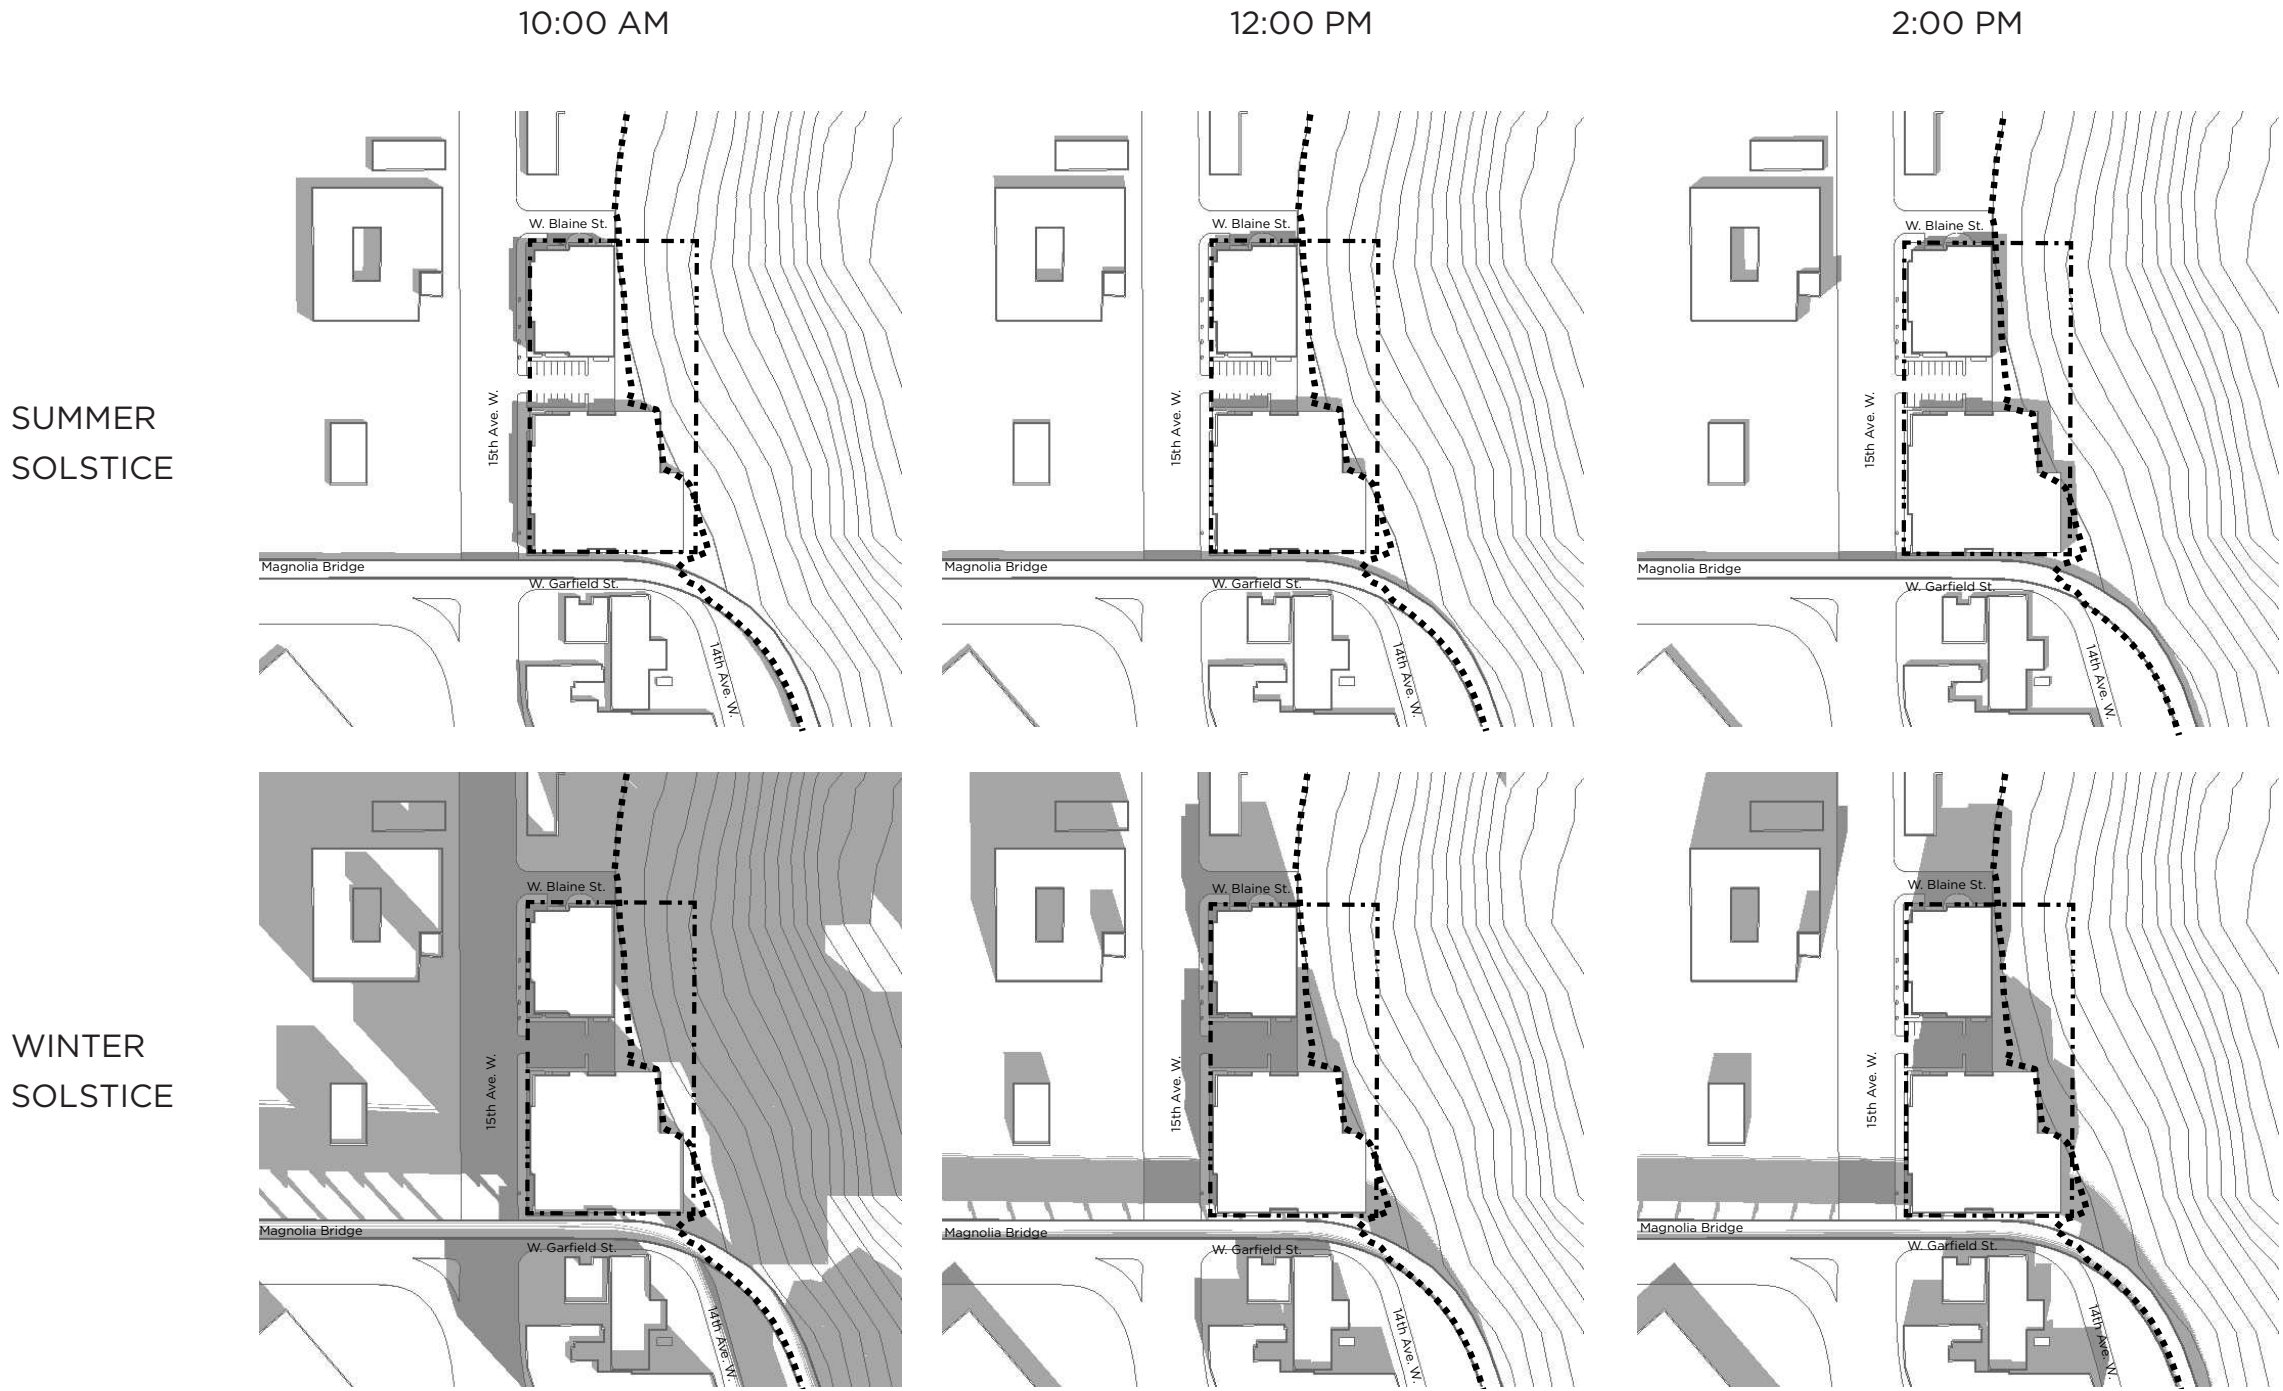 10:00 AM
12:00 PM
2:00 PM
SUMMER
SOLSTICE
W. Blaine St.
15th Ave. W.
Magnolia Bridge
W. Garfield St.
14th Ave. W.
W. Blaine St.
15th Ave. W.
Magnolia Bridge
W. Garfield St.
14th Ave. W.
W. Blaine St.
15th Ave. W.
Magnolia Bridge
W. Garfield St.
14th Ave. W.
WINTER
SOLSTICE
W. Blaine St.
15th Ave. W.
Magnolia Bridge
W. Garfield St.
14th Ave. W.
W. Blaine St.
15th Ave. W.
Magnolia Bridge
W. Garfield St.
14th Ave. W.
W. Blaine St.
15th Ave. W.
Magnolia Bridge
W. Garfield St.
14th Ave. W.